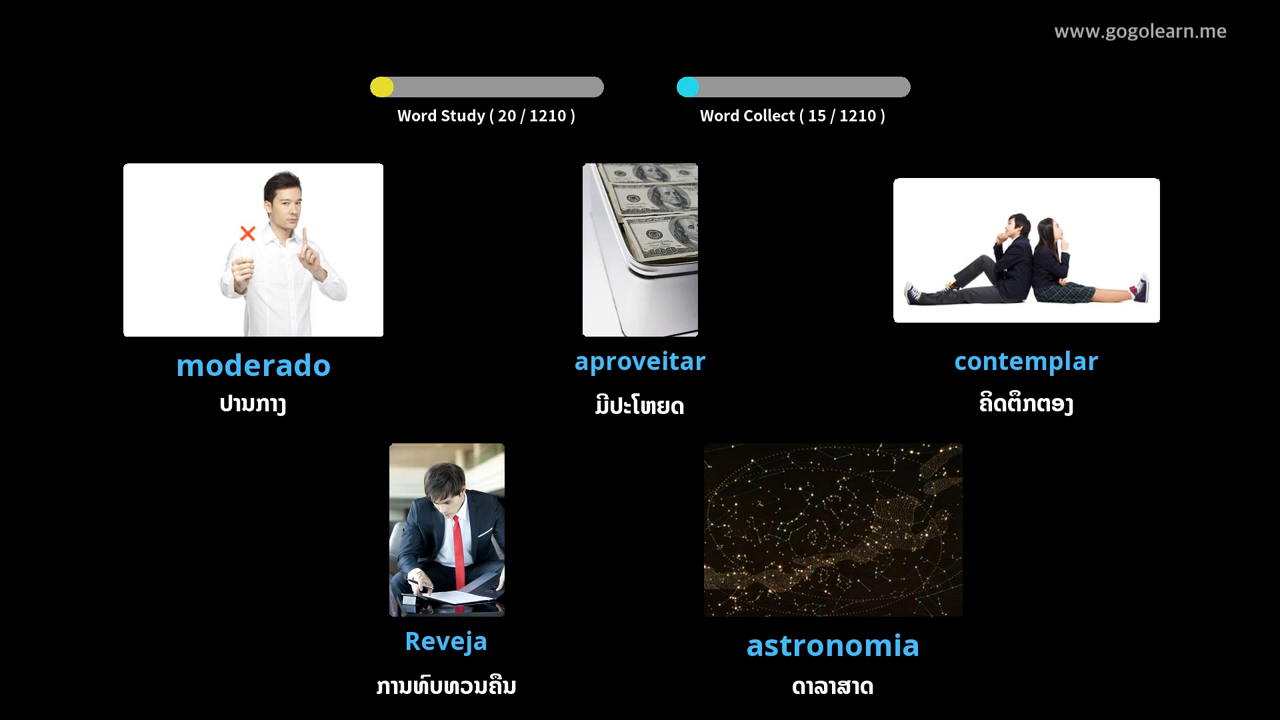 www.gogolearn.me
Word Study ( 20 / 1210 )
Word Collect ( 15 / 1210 )
moderado
ປານກາງ
aproveitar
ມີປະໂຫຍດ
contemplar
ຄິດຕຶກຕອງ
Reveja
ການທົບທວນຄືນ
astronomia
ດາລາສາດ